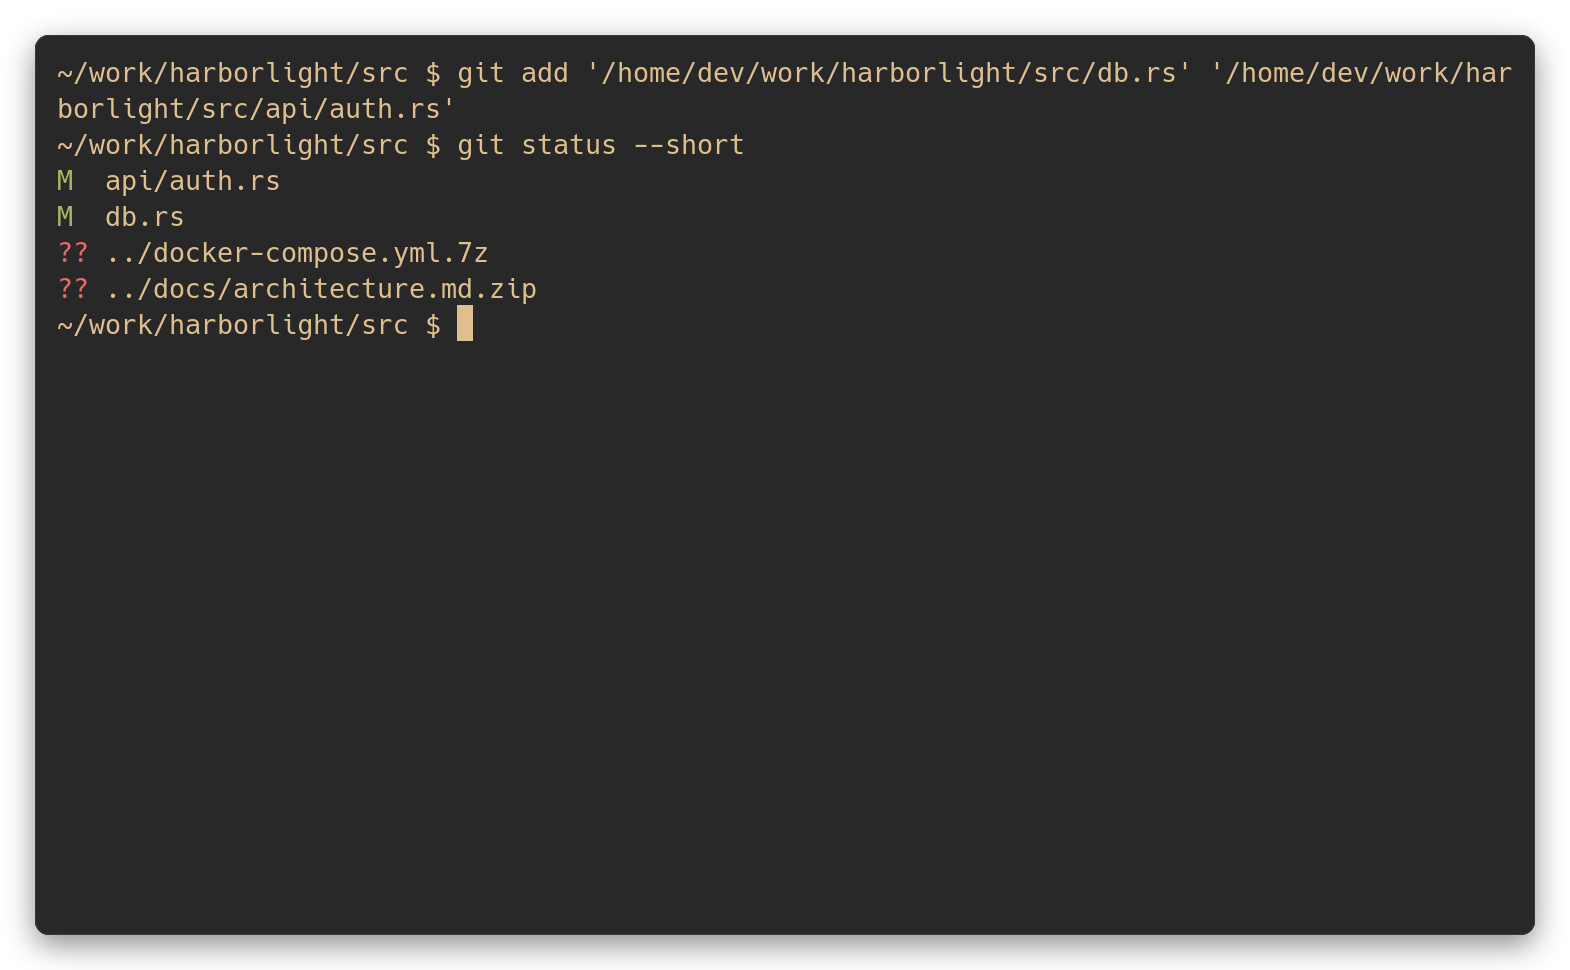 ~/work/harborlight/src $ git add '/home/dev/work/harborlight/src/db.rs' '/home/dev/work/har
borlight/src/api/auth.rs'
~/work/harborlight/src $ git status --short
M  api/auth.rs
M  db.rs
?? ../docker-compose.yml.7z
?? ../docs/architecture.md.zip
~/work/harborlight/src $